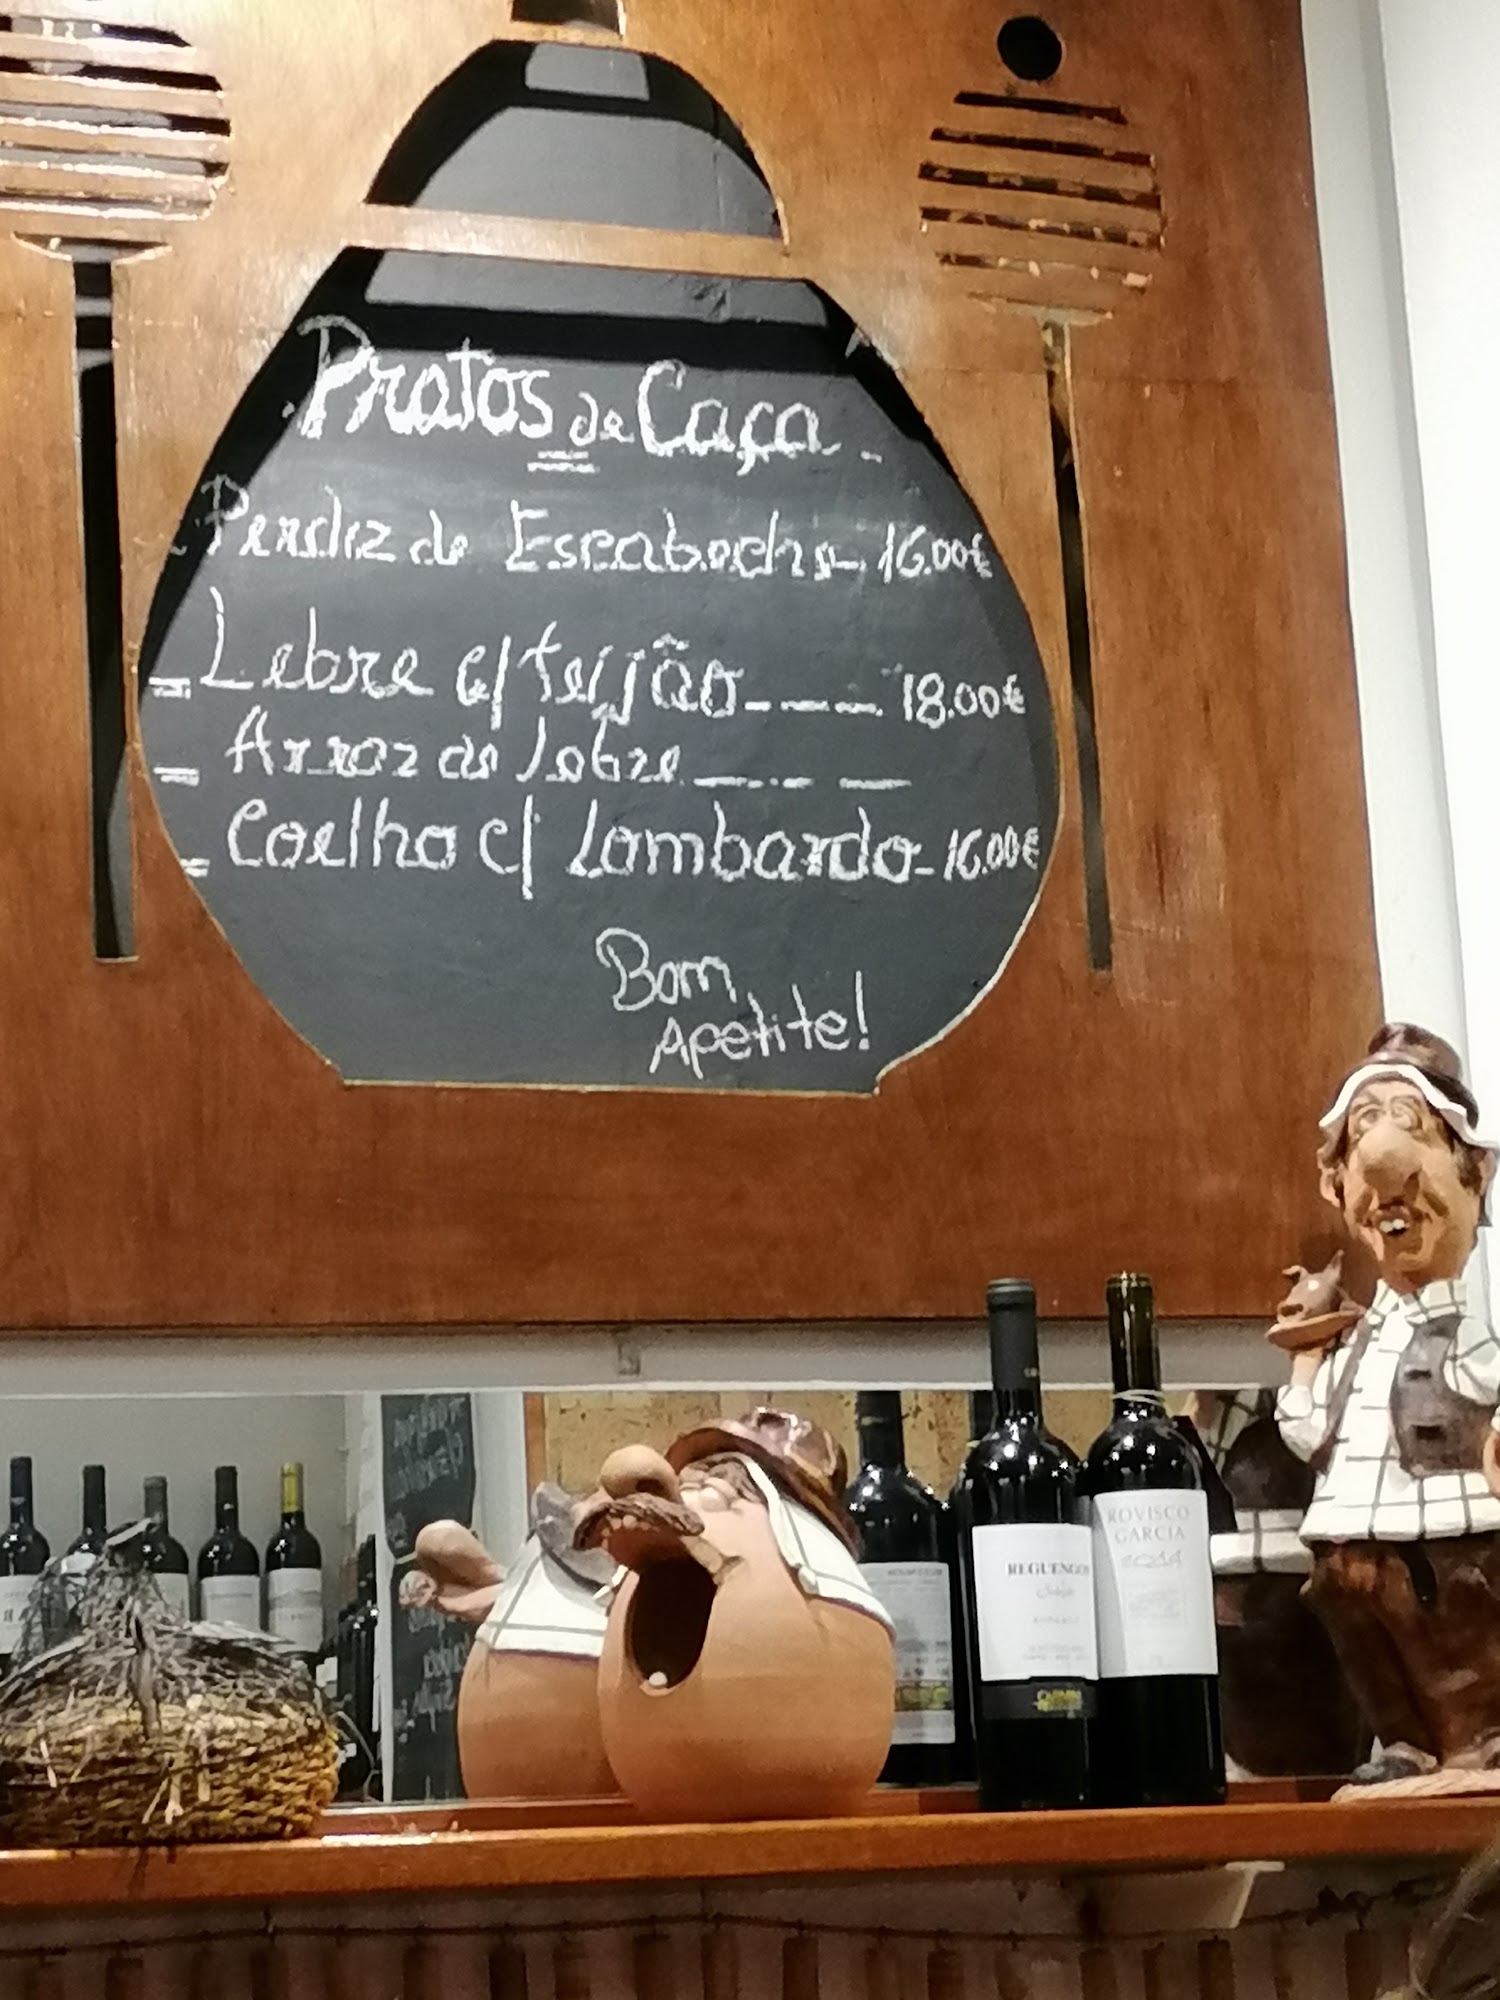 Pratos de Caça -
- Perdiz de Escabeche - 16.00€
- Lebre c/ feijão ---- 18.00€
- Arroz de lebre ----
- Coelho c/ Lombardo - 16.00€
Bom
Apetite!
REGUENGOS
ROVISCO
GARCIA
CARMIM